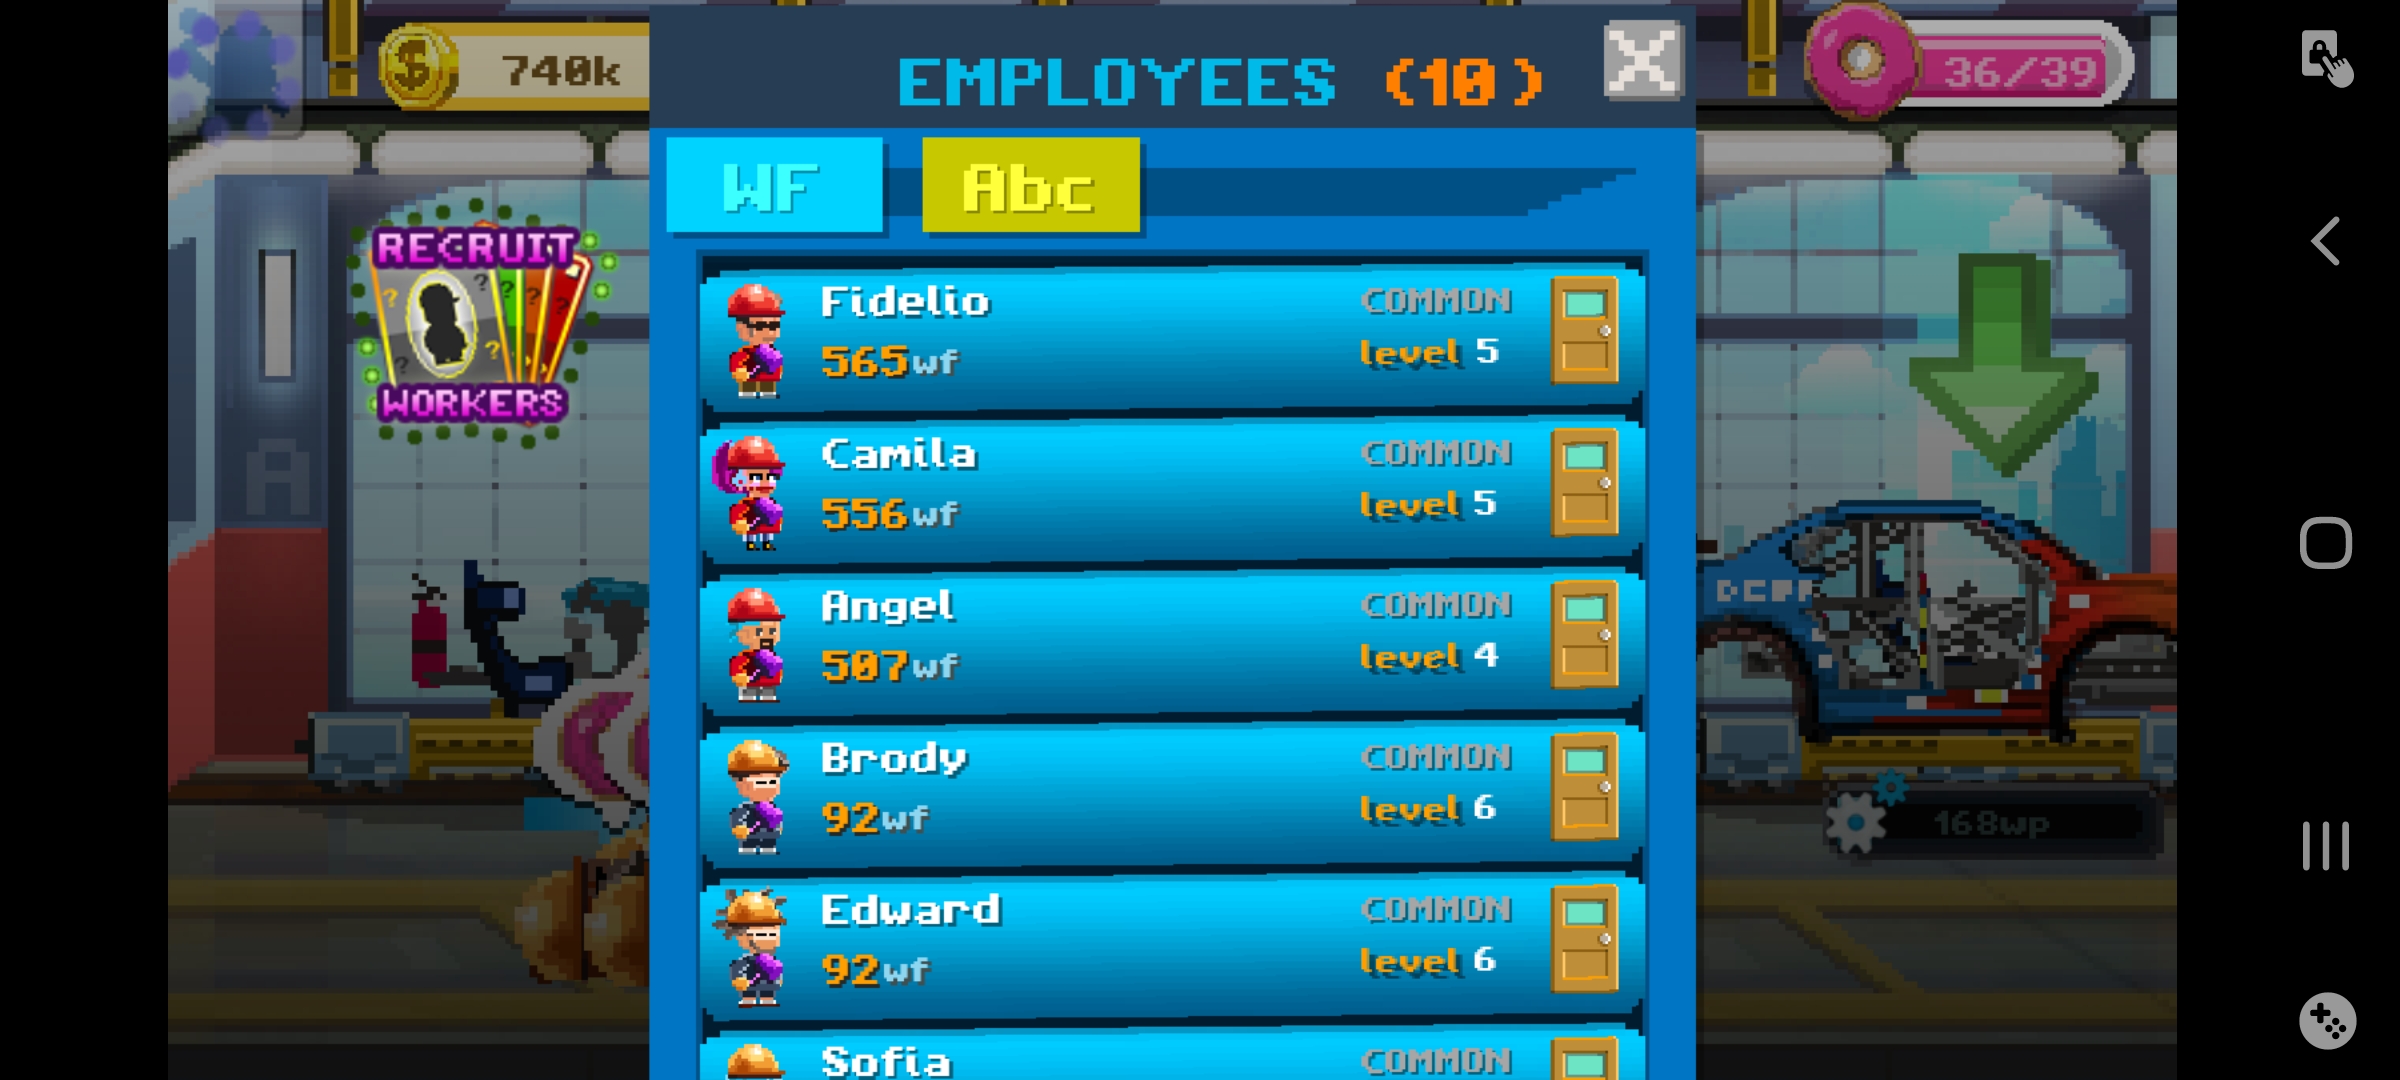 740k
EMPLOYEES (10)
36/39
WF
Abc
RECRUIT
WORKERS
A
Fidelio
COMMON
565wf
level 5
Camila
COMMON
556wf
level 5
Angel
COMMON
507wf
level 4
Brody
COMMON
92wf
level 6
Edward
COMMON
92wf
level 6
Sofia
COMMON
168wp